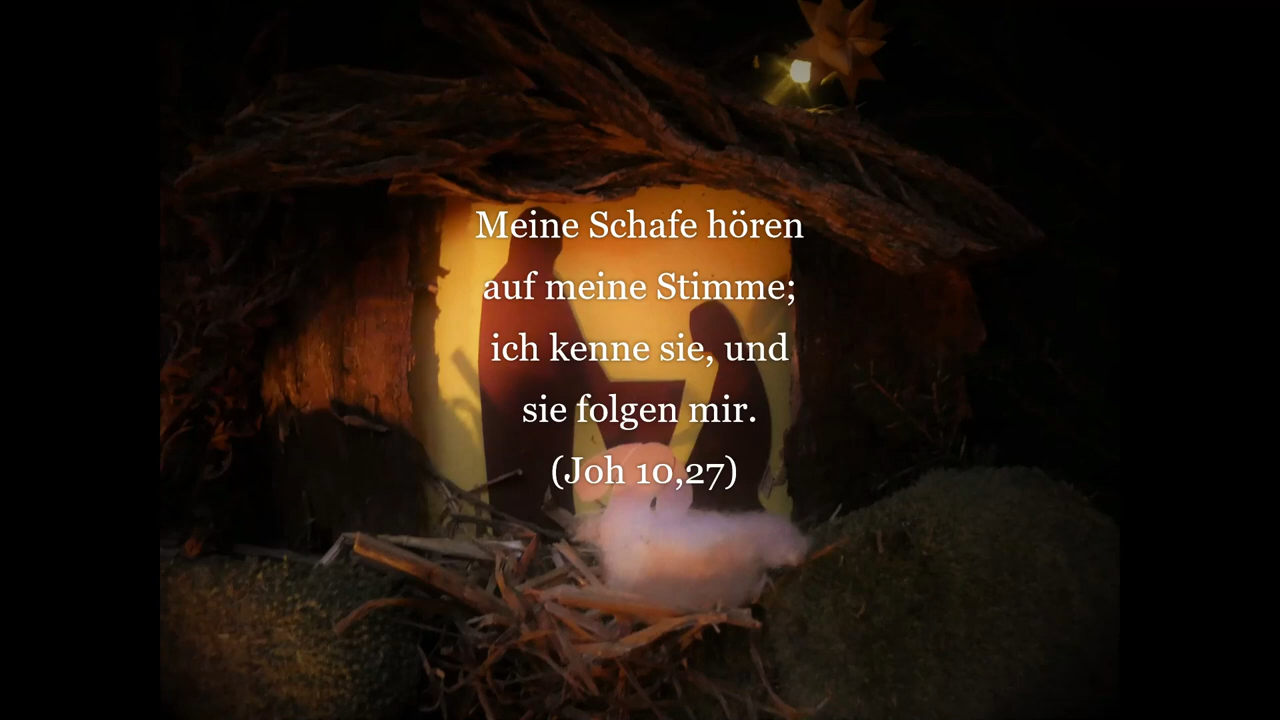 Meine Schafe hören
auf meine Stimme;
ich kenne sie, und
sie folgen mir.
(Joh 10,27)